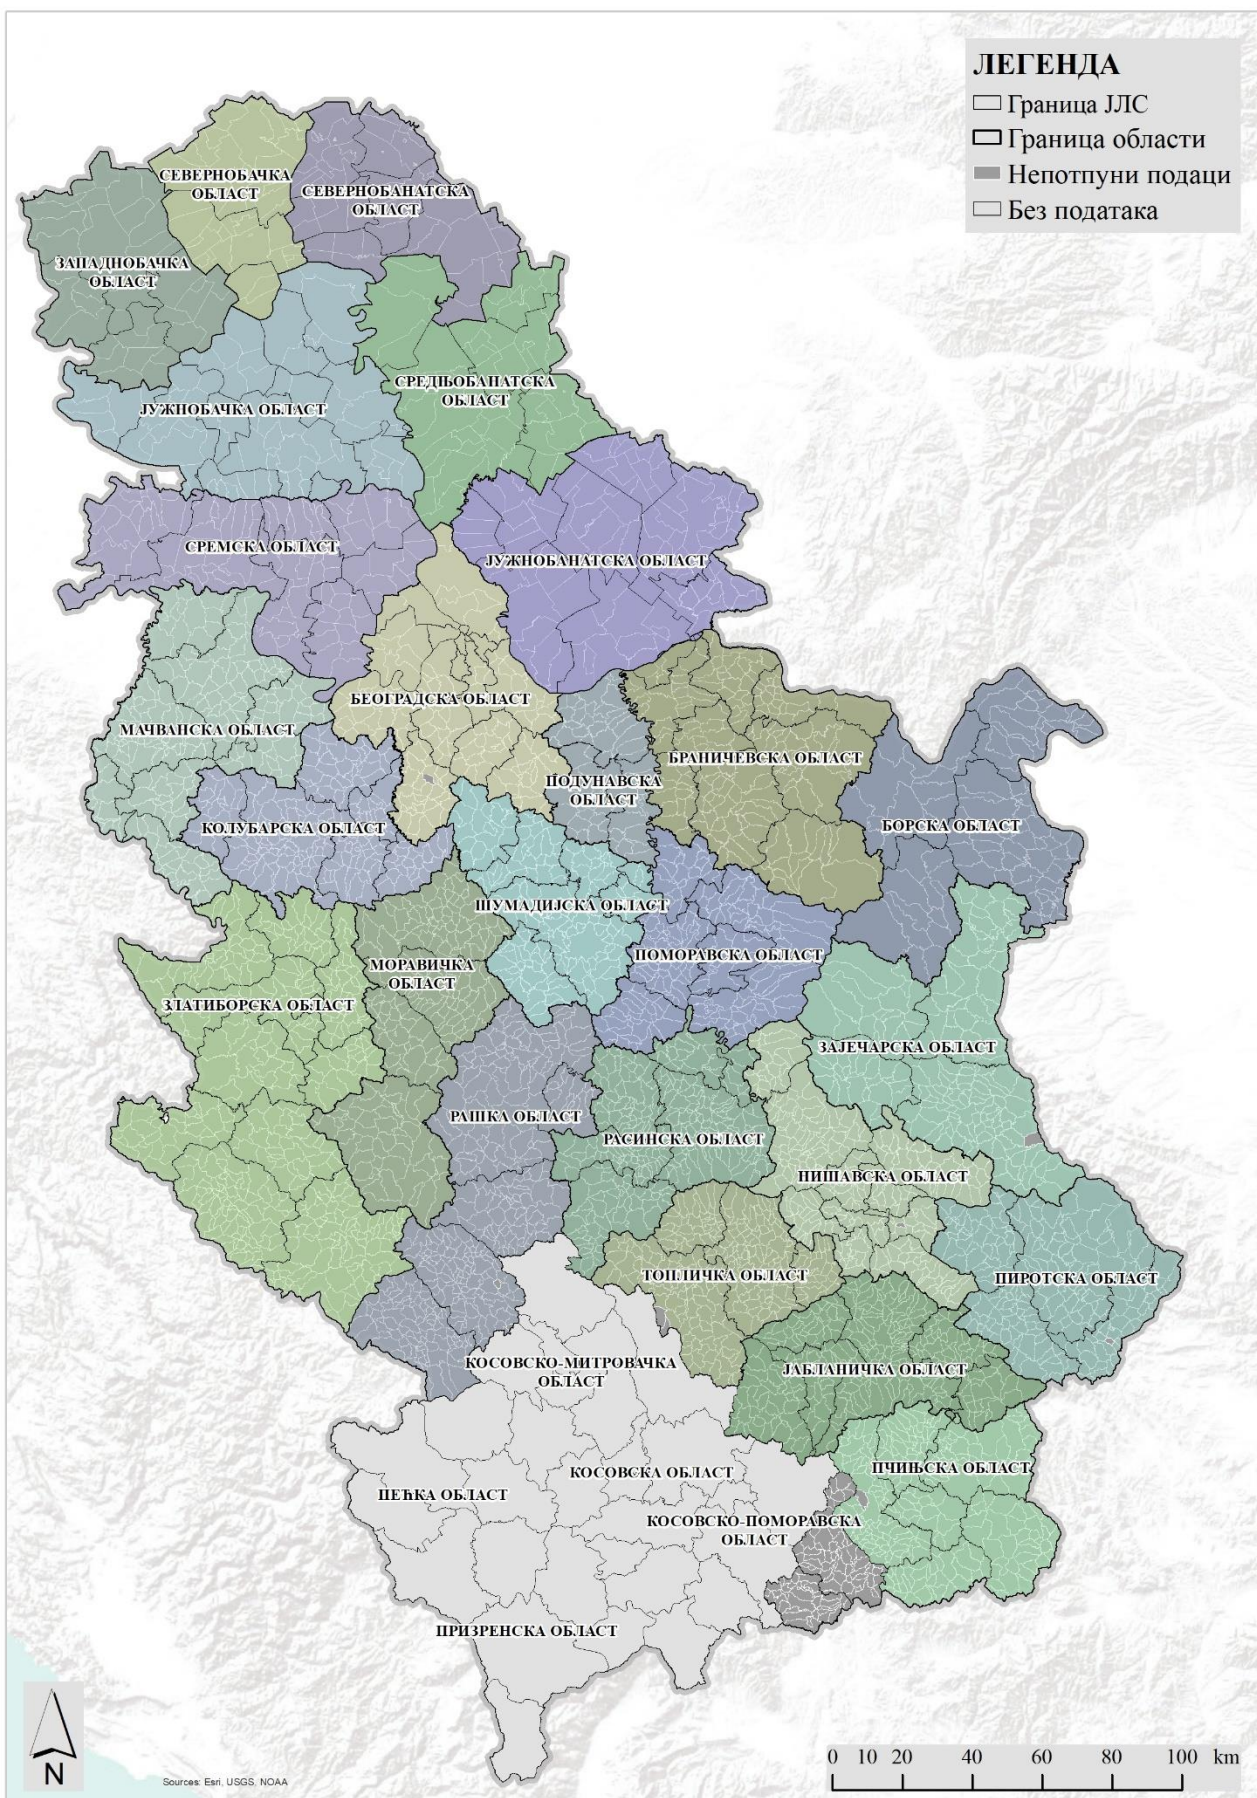 ЛЕГЕНДА
Граница ЈЛС
Граница области
Непотпуни подаци
Без података
СЕВЕРНОБАЧКА
ОБЛАСТ
СЕВЕРНОБАНАТСКА
ОБЛАСТ
ЗАПАДНОБАЧКА
ОБЛАСТ
СРЕДЊОБАНАТСКА
ОБЛАСТ
ЈУЖНОБАЧКА ОБЛАСТ
СРЕМСКА ОБЛАСТ
ЈУЖНОБАНАТСКА ОБЛАСТ
БЕОГРАДСКА ОБЛАСТ
МАЧВАНСКА ОБЛАСТ
БРАНИЧЕВСКА ОБЛАСТ
ПОДУНАВСКА
ОБЛАСТ
КОЛУБАРСКА ОБЛАСТ
БОРСКА ОБЛАСТ
ШУМАДИЈСКА ОБЛАСТ
ПОМОРАВСКА ОБЛАСТ
МОРАВИЧКА
ОБЛАСТ
ЗЛАТИБОРСКА ОБЛАСТ
ЗАЈЕЧАРСКА ОБЛАСТ
РАШКА ОБЛАСТ
РАСИНСКА ОБЛАСТ
НИШАВСКА ОБЛАСТ
ТОПЛИЧКА ОБЛАСТ
ПИРОТСКА ОБЛАСТ
КОСОВСКО-МИТРОВАЧКА
ОБЛАСТ
ЈАБЛАНИЧКА ОБЛАСТ
КОСОВСКА ОБЛАСТ
ПЧИЊСКА ОБЛАСТ
ПЕЋКА ОБЛАСТ
КОСОВСКО-ПОМОРАВСКА
ОБЛАСТ
ПРИЗРЕНСКА ОБЛАСТ
N
Sources: Esri, USGS, NOAA
0 10 20 40 60 80 100 km